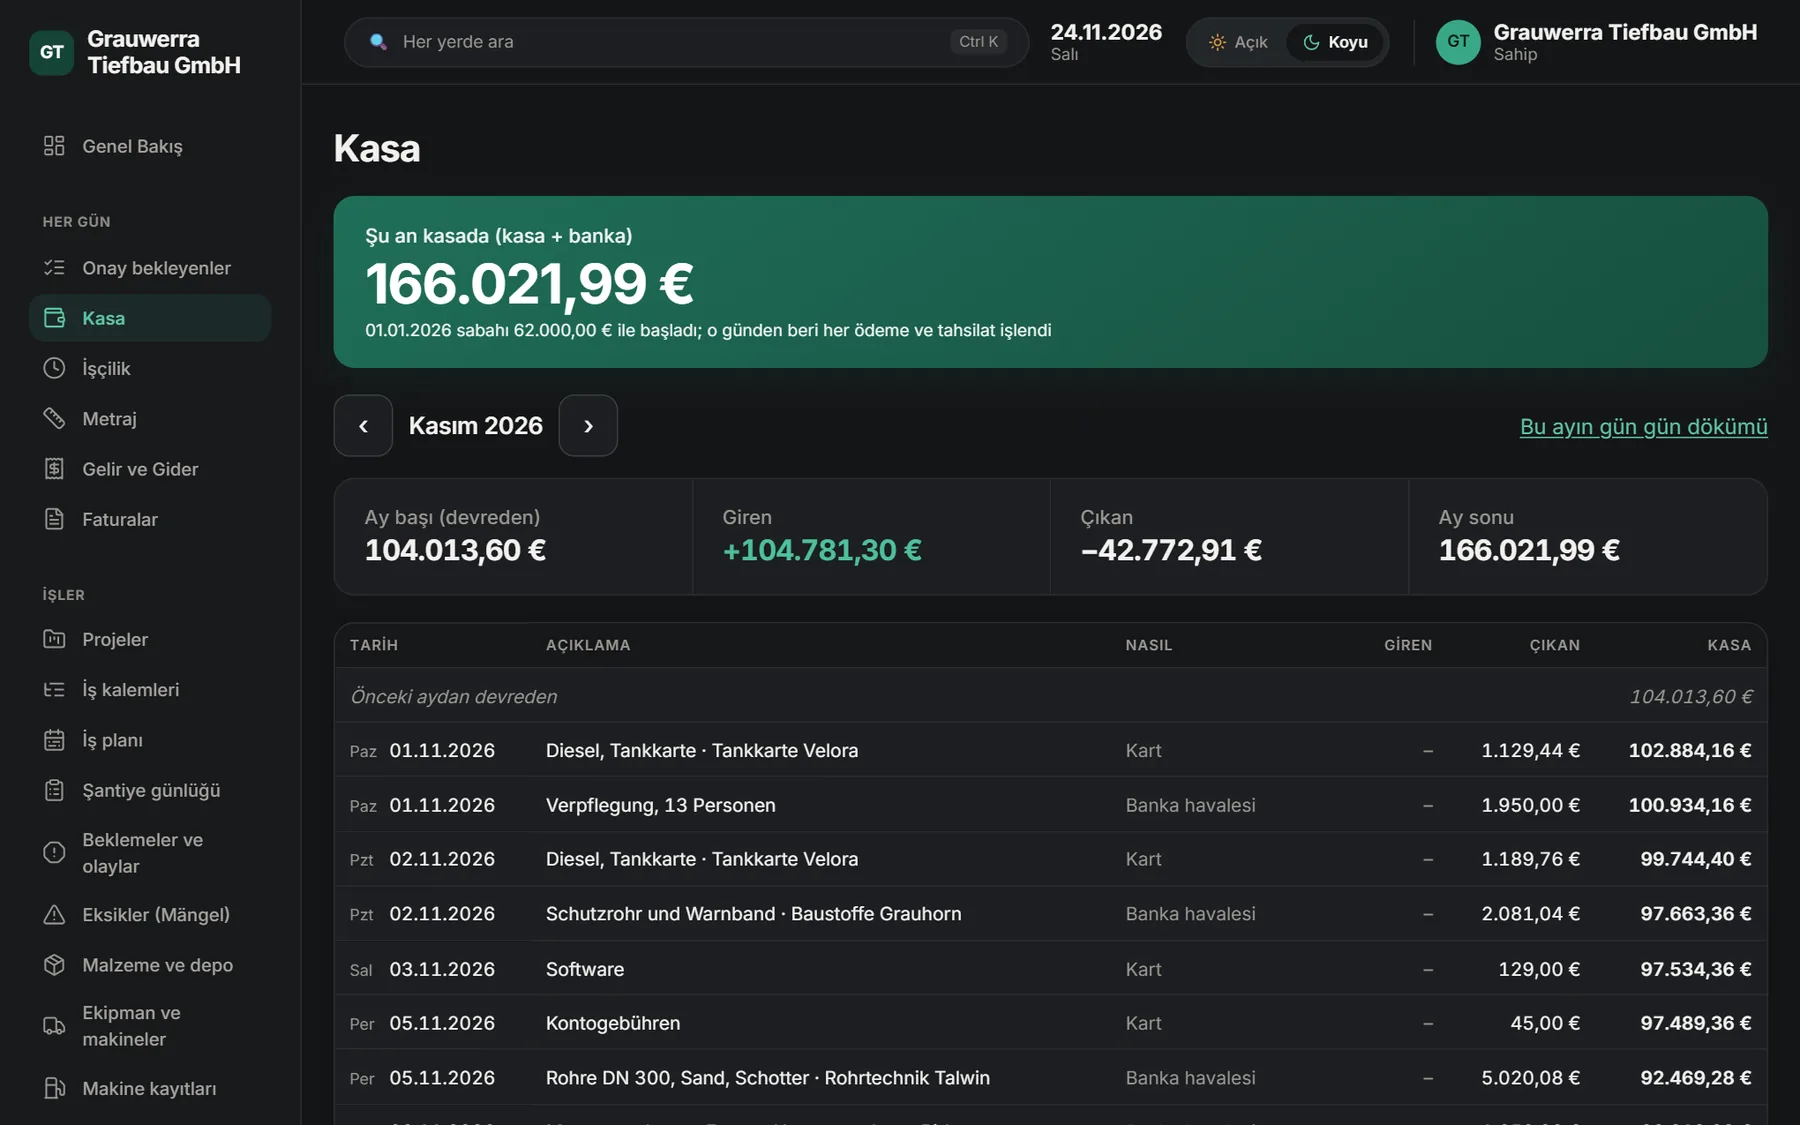 GT
Grauwerra
Tiefbau GmbH
Genel Bakış
HER GÜN
Onay bekleyenler
Kasa
İşçilik
Metraj
Gelir ve Gider
Faturalar
İŞLER
Projeler
İş kalemleri
İş planı
Şantiye günlüğü
Beklemeler ve
olaylar
Eksikler (Mängel)
Malzeme ve depo
Ekipman ve
makineler
Makine kayıtları
Her yerde ara Ctrl K
24.11.2026
Salı
Açık Koyu
GT
Grauwerra Tiefbau GmbH
Sahip
Kasa
Şu an kasada (kasa + banka)
166.021,99 €
01.01.2026 sabahı 62.000,00 € ile başladı; o günden beri her ödeme ve tahsilat işlendi
‹ Kasım 2026 ›
Bu ayın gün gün dökümü
Ay başı (devreden)
104.013,60 €
Giren
+104.781,30 €
Çıkan
−42.772,91 €
Ay sonu
166.021,99 €
TARİH AÇIKLAMA NASIL GİREN ÇIKAN KASA
Önceki aydan devreden 104.013,60 €
Paz 01.11.2026 Diesel, Tankkarte · Tankkarte Velora Kart – 1.129,44 € 102.884,16 €
Paz 01.11.2026 Verpflegung, 13 Personen Banka havalesi – 1.950,00 € 100.934,16 €
Pzt 02.11.2026 Diesel, Tankkarte · Tankkarte Velora Kart – 1.189,76 € 99.744,40 €
Pzt 02.11.2026 Schutzrohr und Warnband · Baustoffe Grauhorn Banka havalesi – 2.081,04 € 97.663,36 €
Sal 03.11.2026 Software Kart – 129,00 € 97.534,36 €
Per 05.11.2026 Kontogebühren Kart – 45,00 € 97.489,36 €
Per 05.11.2026 Rohre DN 300, Sand, Schotter · Rohrtechnik Talwin Banka havalesi – 5.020,08 € 92.469,28 €